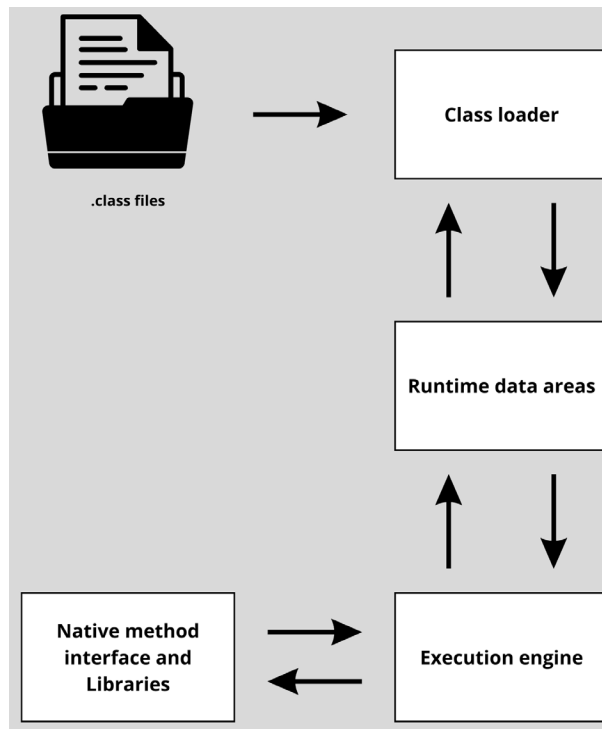 Class loader
.class files
Runtime data areas
Native method
interface and
Libraries
Execution engine